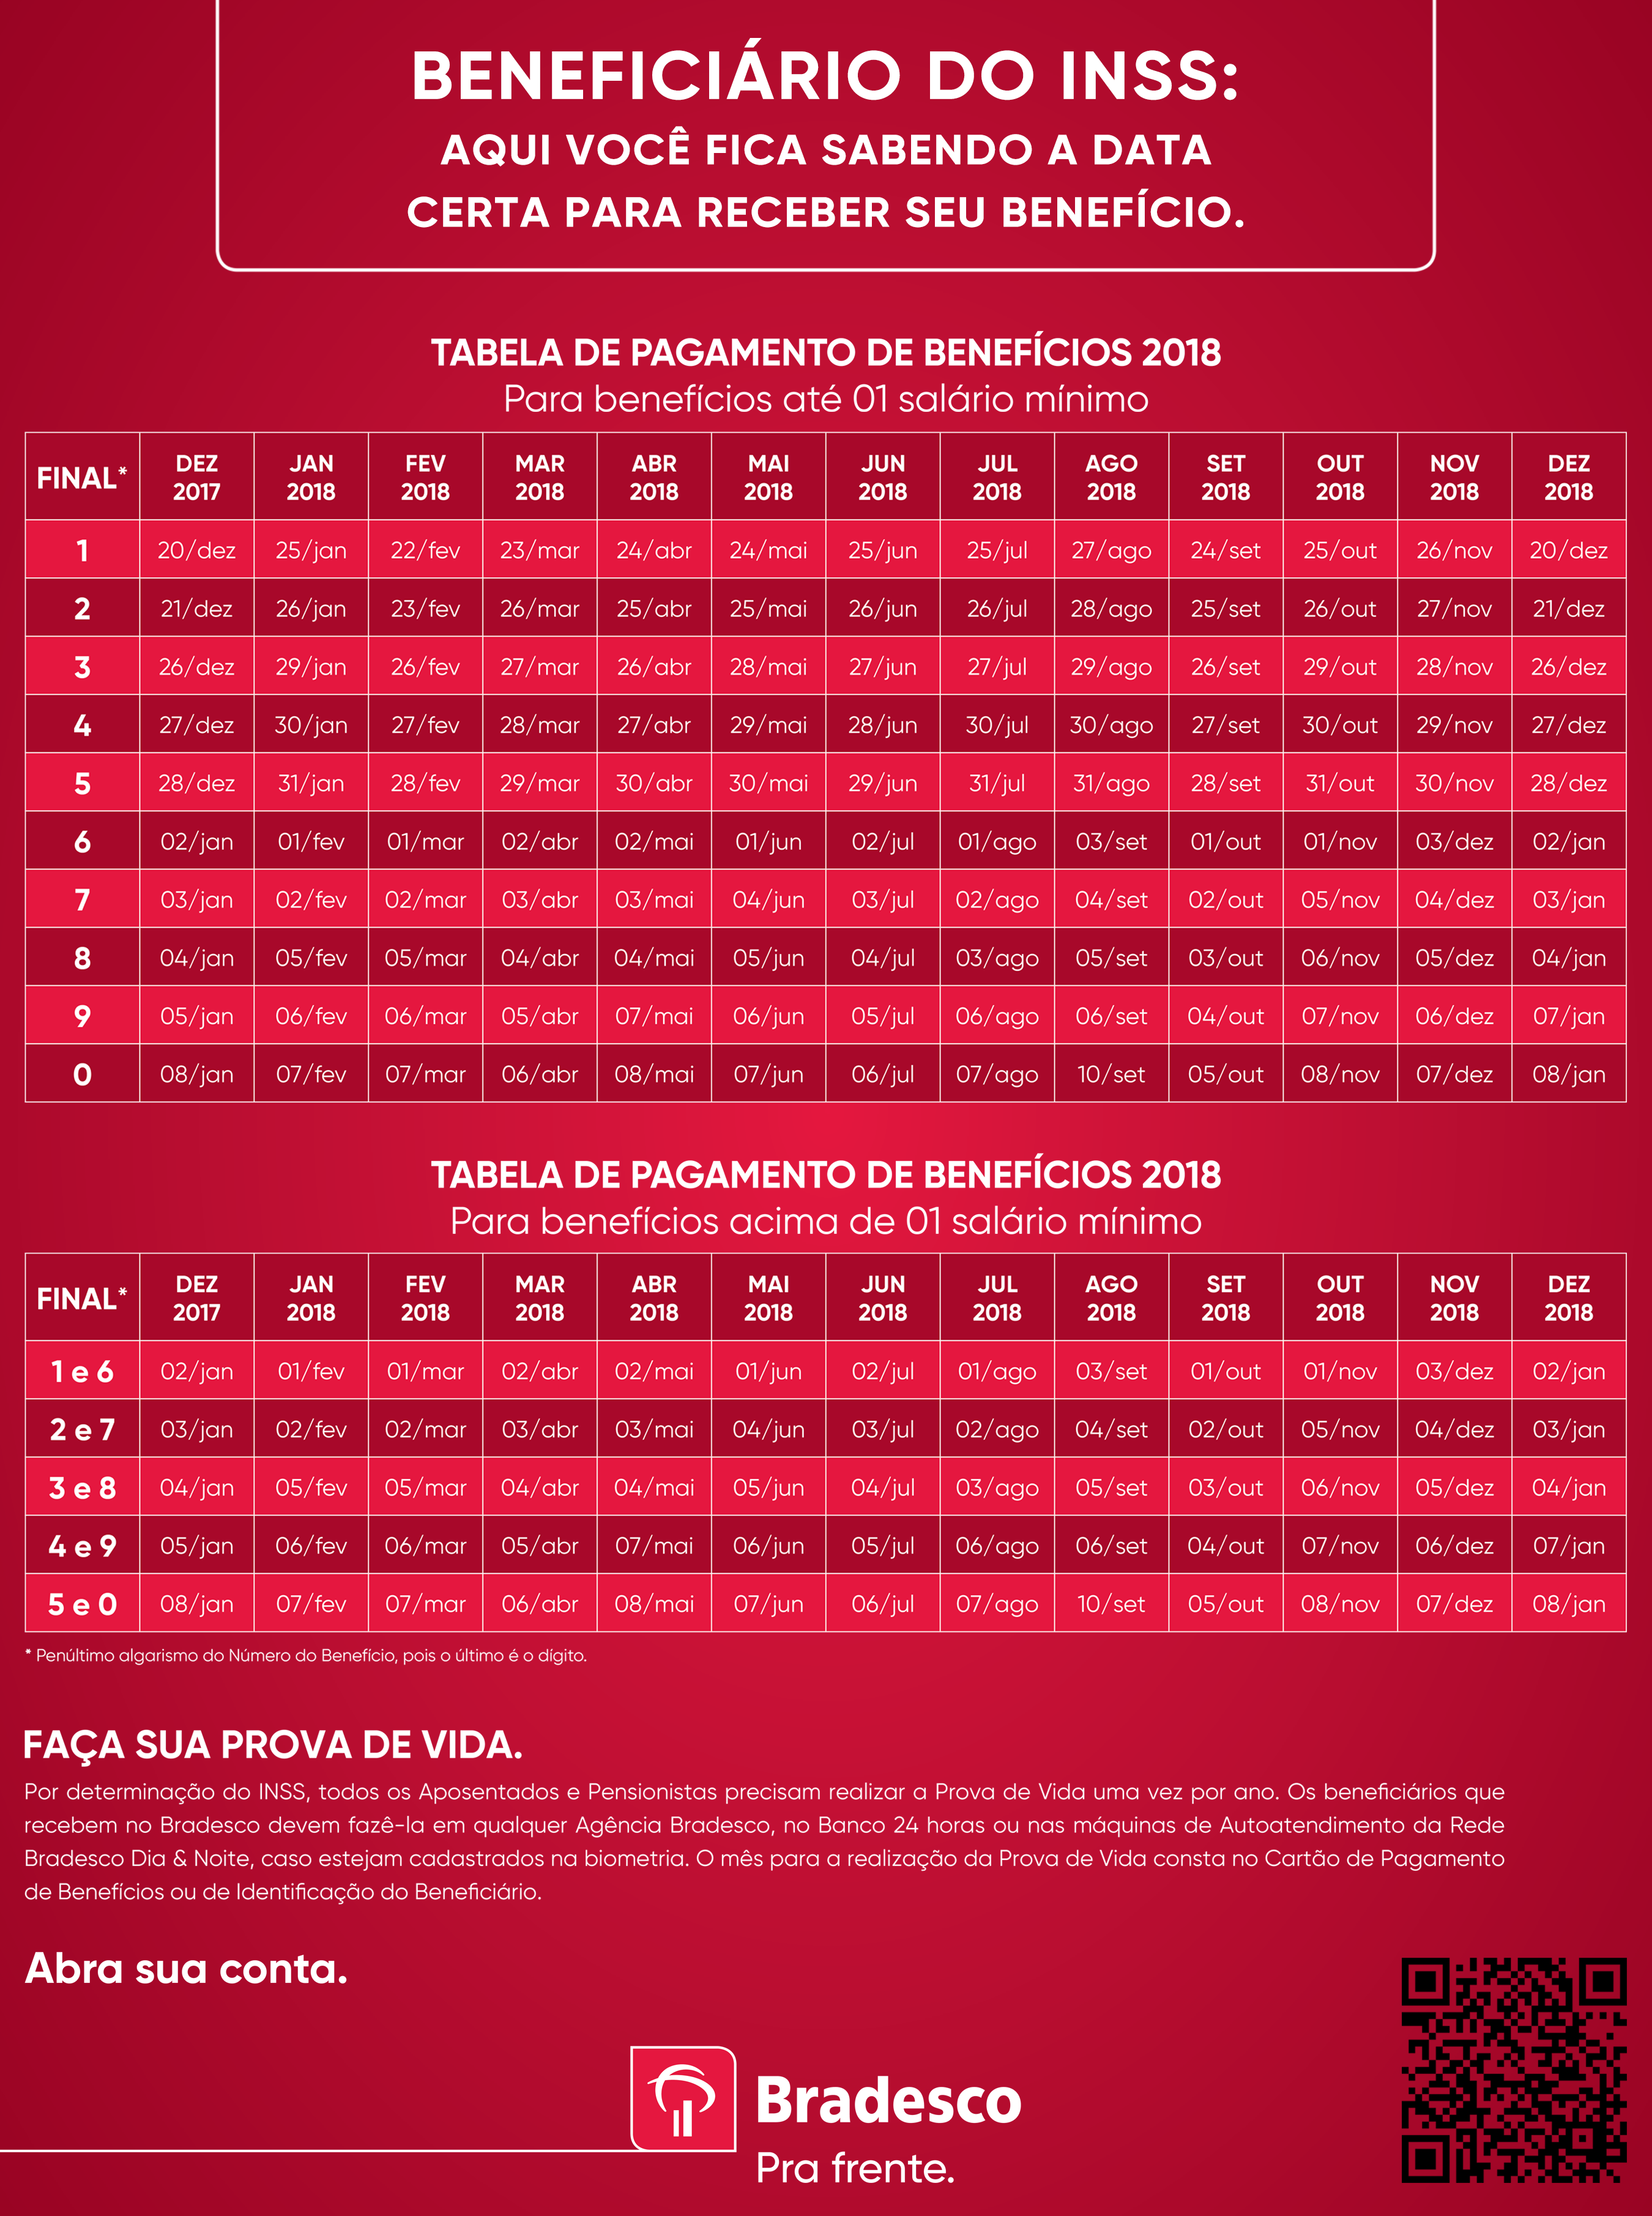 BENEFICIÁRIO DO INSS:
AQUI VOCÊ FICA SABENDO A DATA
CERTA PARA RECEBER SEU BENEFÍCIO.
TABELA DE PAGAMENTO DE BENEFÍCIOS 2018
Para benefícios até 01 salário mínimo
FINAL* DEZ 2017 JAN 2018 FEV 2018 MAR 2018 ABR 2018 MAI 2018 JUN 2018 JUL 2018 AGO 2018 SET 2018 OUT 2018 NOV 2018 DEZ 2018
1 20/dez 25/jan 22/fev 23/mar 24/abr 24/mai 25/jun 25/jul 27/ago 24/set 25/out 26/nov 20/dez
2 21/dez 26/jan 23/fev 26/mar 25/abr 25/mai 26/jun 26/jul 28/ago 25/set 26/out 27/nov 21/dez
3 26/dez 29/jan 26/fev 27/mar 26/abr 28/mai 27/jun 27/jul 29/ago 26/set 29/out 28/nov 26/dez
4 27/dez 30/jan 27/fev 28/mar 27/abr 29/mai 28/jun 30/jul 30/ago 27/set 30/out 29/nov 27/dez
5 28/dez 31/jan 28/fev 29/mar 30/abr 30/mai 29/jun 31/jul 31/ago 28/set 31/out 30/nov 28/dez
6 02/jan 01/fev 01/mar 02/abr 02/mai 01/jun 02/jul 01/ago 03/set 01/out 01/nov 03/dez 02/jan
7 03/jan 02/fev 02/mar 03/abr 03/mai 04/jun 03/jul 02/ago 04/set 02/out 05/nov 04/dez 03/jan
8 04/jan 05/fev 05/mar 04/abr 04/mai 05/jun 04/jul 03/ago 05/set 03/out 06/nov 05/dez 04/jan
9 05/jan 06/fev 06/mar 05/abr 07/mai 06/jun 05/jul 06/ago 06/set 04/out 07/nov 06/dez 07/jan
0 08/jan 07/fev 07/mar 06/abr 08/mai 07/jun 06/jul 07/ago 10/set 05/out 08/nov 07/dez 08/jan
TABELA DE PAGAMENTO DE BENEFÍCIOS 2018
Para benefícios acima de 01 salário mínimo
FINAL* DEZ 2017 JAN 2018 FEV 2018 MAR 2018 ABR 2018 MAI 2018 JUN 2018 JUL 2018 AGO 2018 SET 2018 OUT 2018 NOV 2018 DEZ 2018
1 e 6 02/jan 01/fev 01/mar 02/abr 02/mai 01/jun 02/jul 01/ago 03/set 01/out 01/nov 03/dez 02/jan
2 e 7 03/jan 02/fev 02/mar 03/abr 03/mai 04/jun 03/jul 02/ago 04/set 02/out 05/nov 04/dez 03/jan
3 e 8 04/jan 05/fev 05/mar 04/abr 04/mai 05/jun 04/jul 03/ago 05/set 03/out 06/nov 05/dez 04/jan
4 e 9 05/jan 06/fev 06/mar 05/abr 07/mai 06/jun 05/jul 06/ago 06/set 04/out 07/nov 06/dez 07/jan
5 e 0 08/jan 07/fev 07/mar 06/abr 08/mai 07/jun 06/jul 07/ago 10/set 05/out 08/nov 07/dez 08/jan
* Penúltimo algarismo do Número do Benefício, pois o último é o dígito.
FAÇA SUA PROVA DE VIDA.
Por determinação do INSS, todos os Aposentados e Pensionistas precisam realizar a Prova de Vida uma vez por ano. Os beneficiários que
recebem no Bradesco devem fazê-la em qualquer Agência Bradesco, no Banco 24 horas ou nas máquinas de Autoatendimento da Rede
Bradesco Dia & Noite, caso estejam cadastrados na biometria. O mês para a realização da Prova de Vida consta no Cartão de Pagamento
de Benefícios ou de Identificação do Beneficiário.
Abra sua conta.
Bradesco
Pra frente.